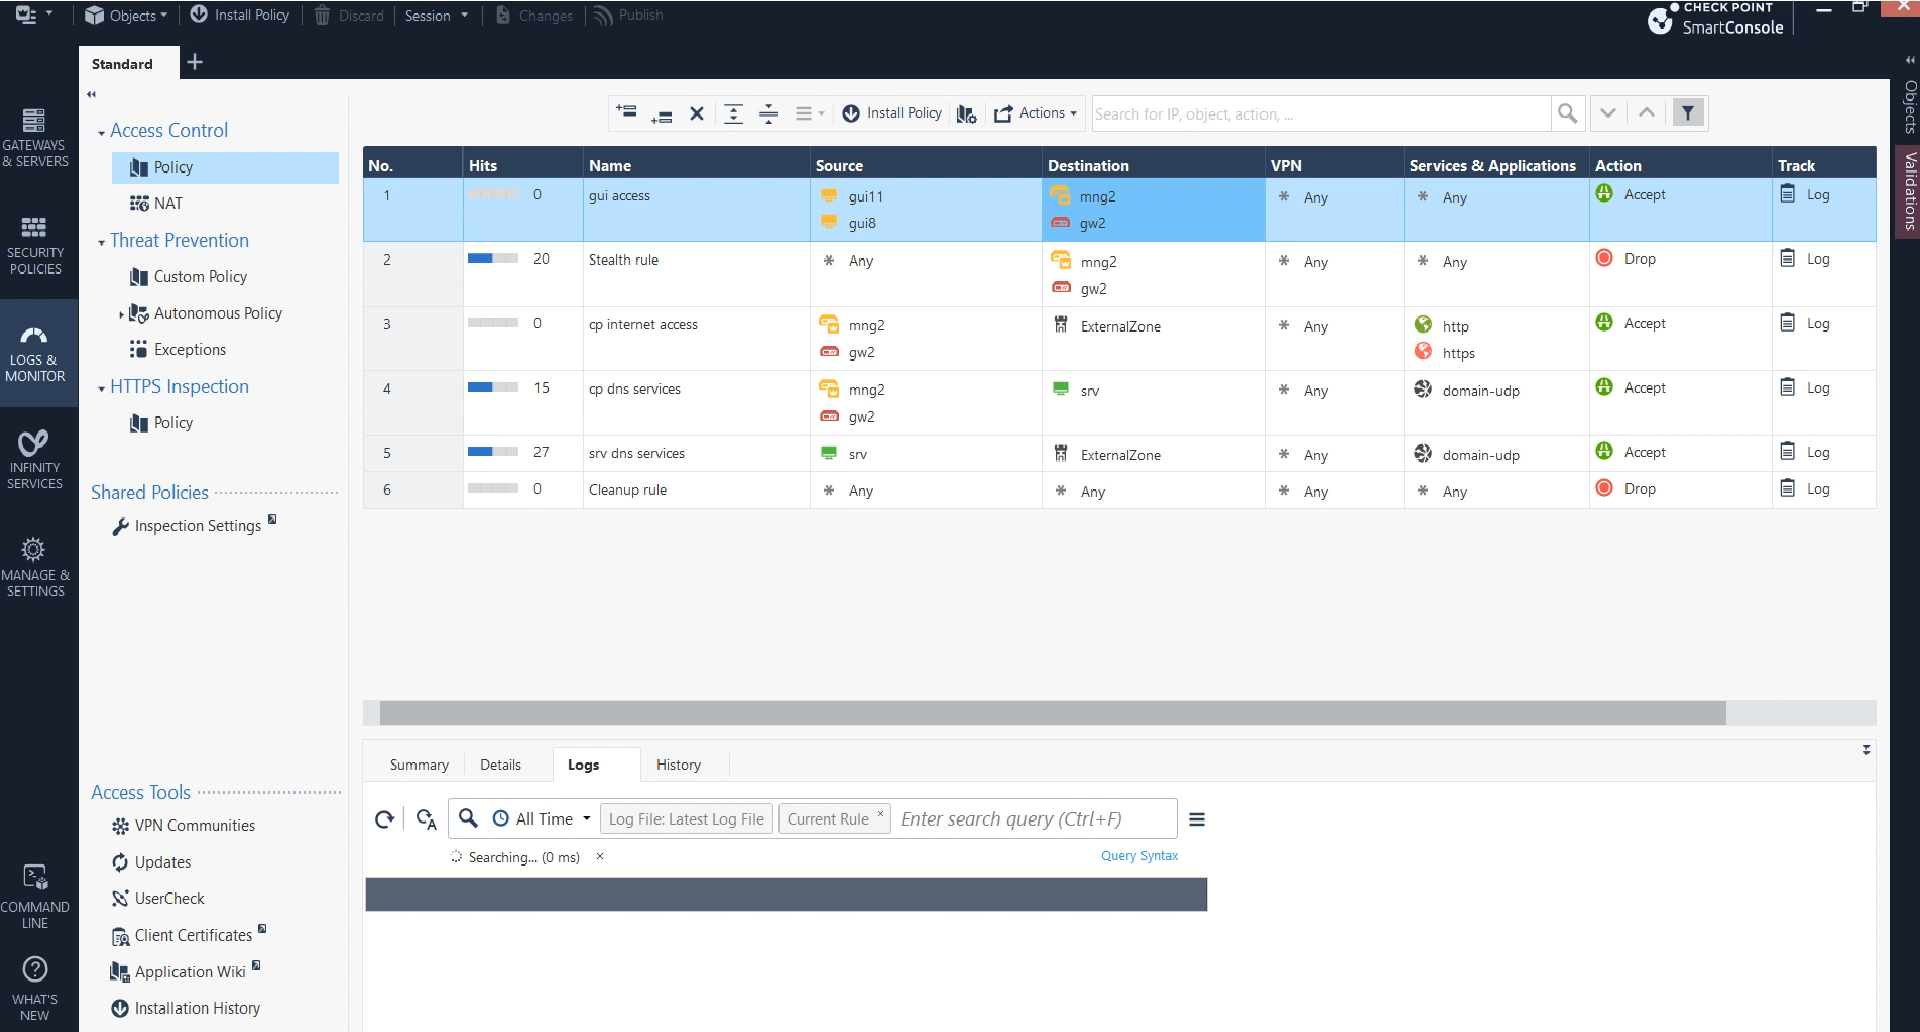 Objects Install Policy Discard Session Changes Publish
CHECK POINT
SmartConsole
Standard
Objects
Validations
GATEWAYS
& SERVERS
SECURITY
POLICIES
LOGS &
MONITOR
INFINITY
SERVICES
MANAGE &
SETTINGS
COMMAND
LINE
WHAT'S
NEW
Access Control
Policy
NAT
Threat Prevention
Custom Policy
Autonomous Policy
Exceptions
HTTPS Inspection
Policy
Shared Policies
Inspection Settings
Access Tools
VPN Communities
Updates
UserCheck
Client Certificates
Application Wiki
Installation History
Install Policy Actions Search for IP, object, action, ...
No. Hits Name Source Destination VPN Services & Applications Action Track
1 0 gui access gui11 mng2 * Any * Any Accept Log
gui8 gw2
2 20 Stealth rule * Any mng2 * Any * Any Drop Log
gw2
3 0 cp internet access mng2 ExternalZone * Any http Accept Log
gw2 https
4 15 cp dns services mng2 srv * Any domain-udp Accept Log
gw2
5 27 srv dns services srv ExternalZone * Any domain-udp Accept Log
6 0 Cleanup rule * Any * Any * Any * Any Drop Log
Summary Details Logs History
All Time Log File: Latest Log File Current Rule × Enter search query (Ctrl+F)
Searching... (0 ms) × Query Syntax